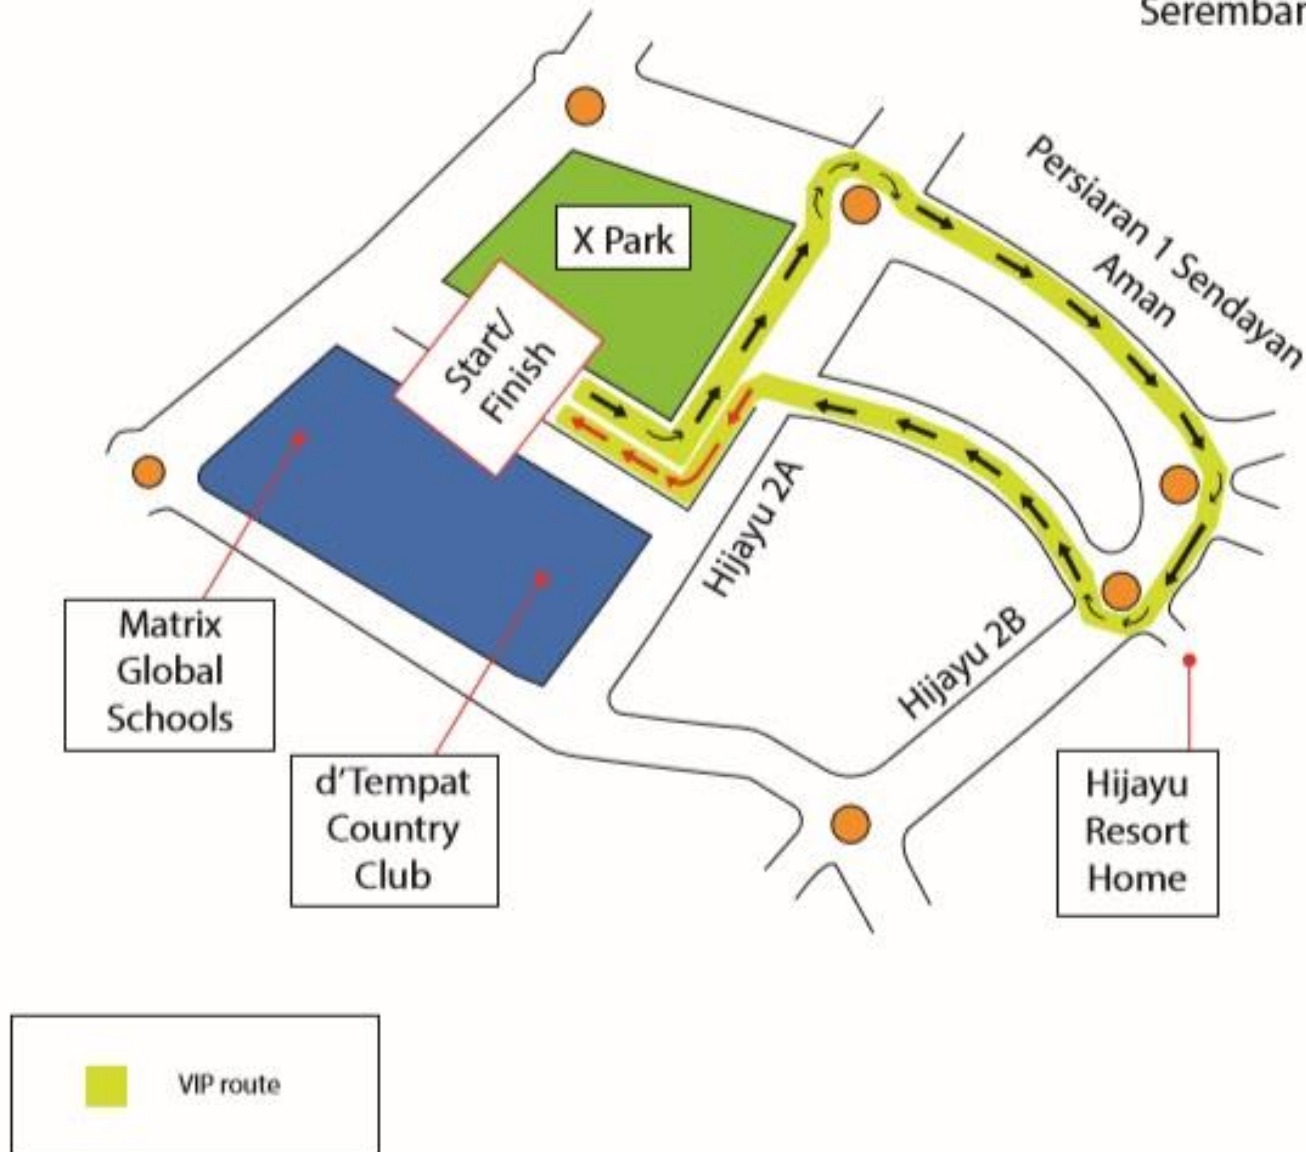 Seremban
X Park
Persiaran 1 Sendayan
Aman
Start/
Finish
Hijayu 2A
Hijayu 2B
Matrix
Global
Schools
d'Tempat
Country
Club
Hijayu
Resort
Home
VIP route